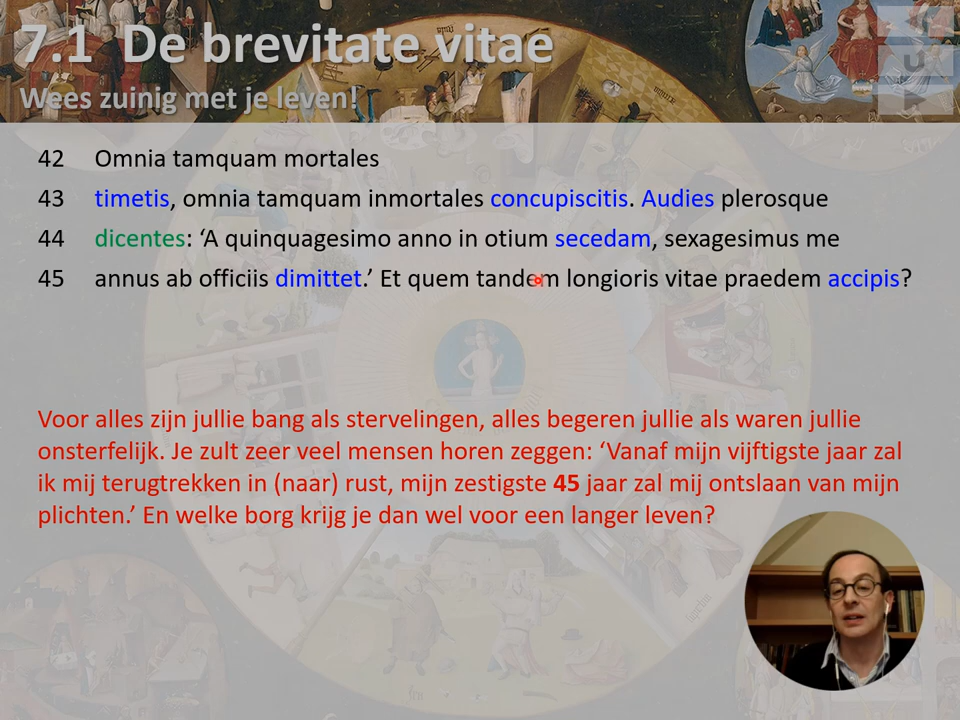 7.1 De brevitate vitae
Wees zuinig met je leven!
42 Omnia tamquam mortales
43 timetis, omnia tamquam inmortales concupiscitis. Audies plerosque
44 dicentes: ‘A quinquagesimo anno in otium secedam, sexagesimus me
45 annus ab officiis dimittet.’ Et quem tandem longioris vitae praedem accipis?
Voor alles zijn jullie bang als stervelingen, alles begeren jullie als waren jullie
onsterfelijk. Je zult zeer veel mensen horen zeggen: ‘Vanaf mijn vijftigste jaar zal
ik mij terugtrekken in (naar) rust, mijn zestigste 45 jaar zal mij ontslaan van mijn
plichten.’ En welke borg krijg je dan wel voor een langer leven?